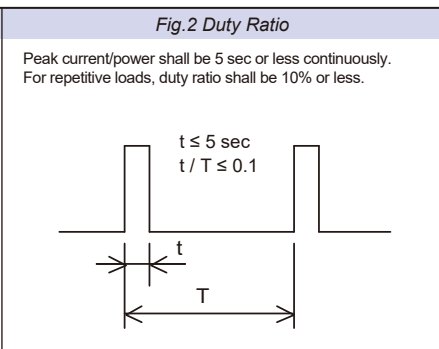 Fig.2 Duty Ratio
Peak current/power shall be 5 sec or less continuously.
For repetitive loads, duty ratio shall be 10% or less.
t ≤ 5 sec
t / T ≤ 0.1
t
T